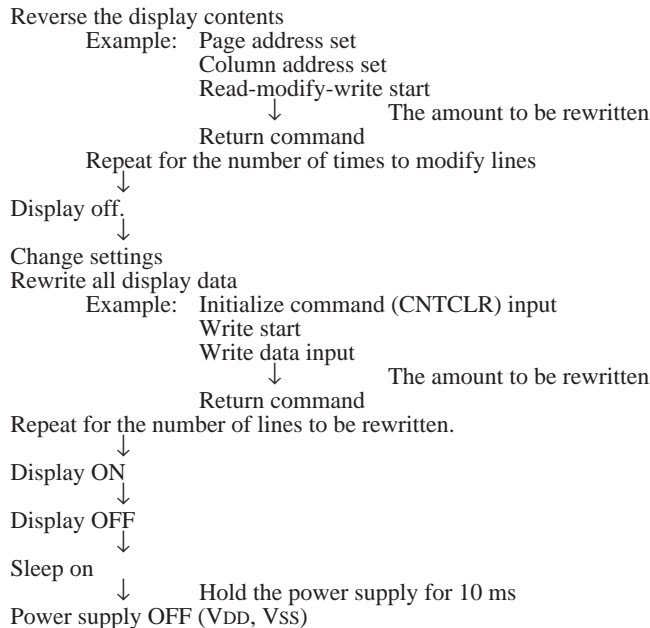 Reverse the display contents
Example: Page address set
Column address set
Read-modify-write start
↓ The amount to be rewritten
Return command
Repeat for the number of times to modify lines
↓
Display off.
↓
Change settings
Rewrite all display data
Example: Initialize command (CNTCLR) input
Write start
Write data input
↓ The amount to be rewritten
Return command
Repeat for the number of lines to be rewritten.
↓
Display ON
↓
Display OFF
↓
Sleep on
↓ Hold the power supply for 10 ms
Power supply OFF (VDD, VSS)